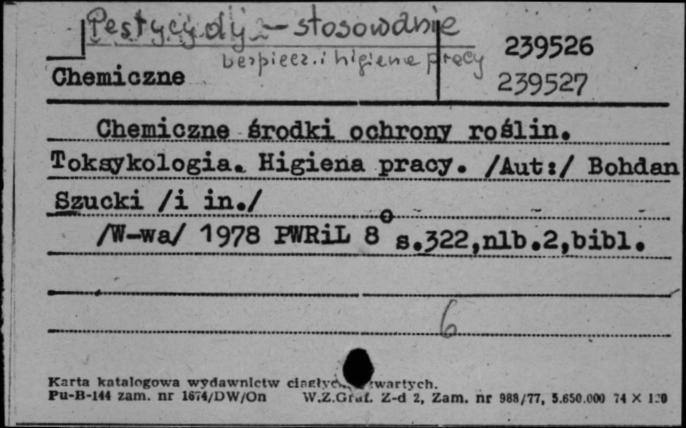 Pestycydy - stosowanie
239526
bezpiecz. i higiena pracy
Chemiczne
239527
Chemiczne środki ochrony roślin.
Toksykologia. Higiena pracy. /Aut:/ Bohdan
Szucki /i in./
/W-wa/ 1978 PWRiL 8° s.322,nlb.2,bibl.
6
Karta katalogowa wydawnictw zwartych.
Pu-B-144 zam. nr 1674/DW/On W.Z.Graf. Z-d 2, Zam. nr 988/77, 5.650.000 74 X 120